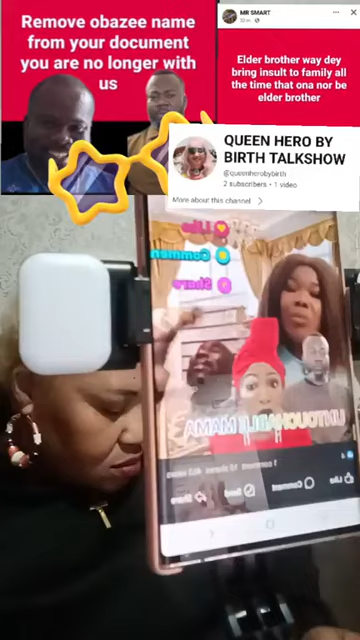 Remove obazee name
from your document
you are no longer with
us
MR SMART
Elder brother way dey
bring insult to family all
the time that ona nor be
elder brother
QUEEN HERO BY
BIRTH TALKSHOW
@queenherobybirth
2 subscribers • 1 video
More about this channel
Like
Commen
Share
UNTOUCHABLE MAMA
1 comment
Like
Comment
Send
Share